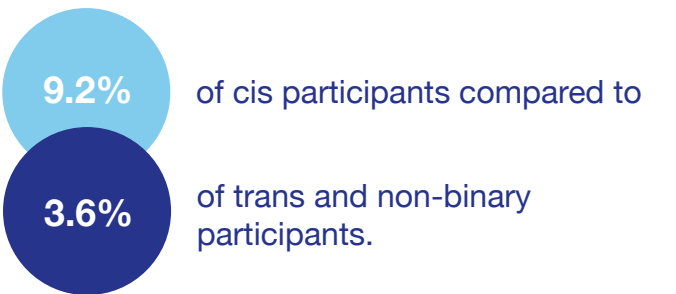 9.2%
of cis participants compared to
3.6%
of trans and non-binary
participants.